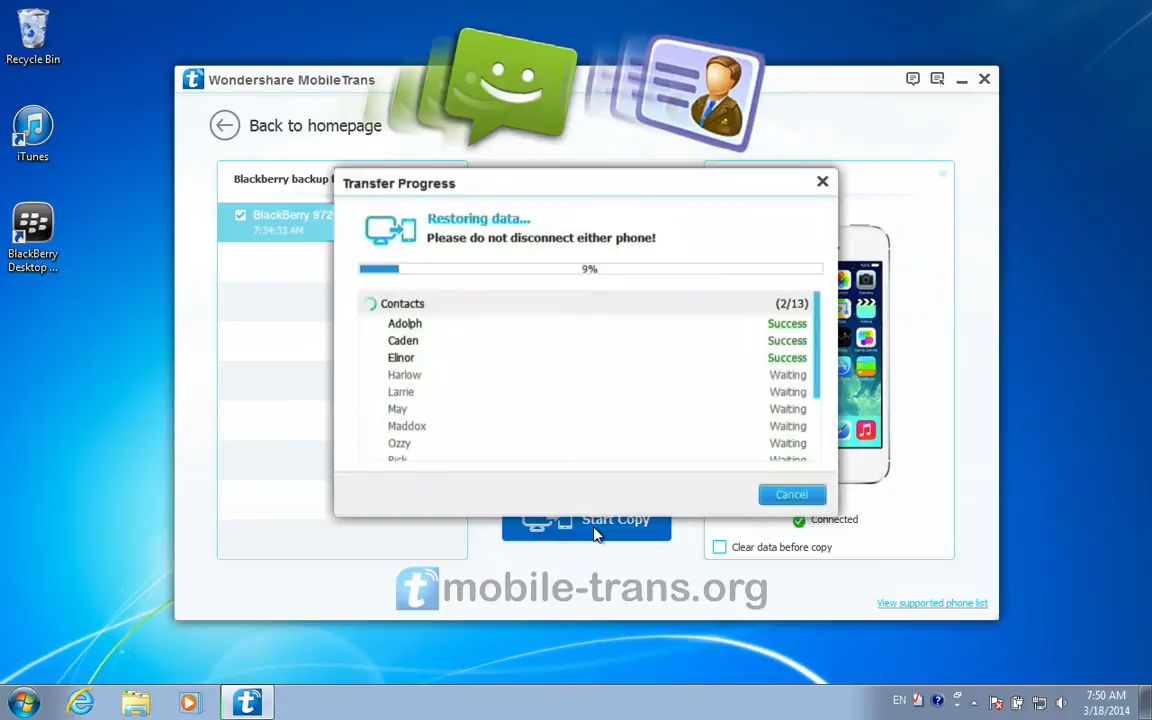 Recycle Bin
iTunes
BlackBerry
Desktop ...
Wondershare MobileTrans
Back to homepage
Blackberry backup f
BlackBerry 972
7:34:33 AM
Transfer Progress
Restoring data...
Please do not disconnect either phone!
9%
Contacts (2/13)
Adolph Success
Caden Success
Elinor Success
Harlow Waiting
Larrie Waiting
May Waiting
Maddox Waiting
Ozzy Waiting
Rick Waiting
Cancel
Start Copy
Connected
Clear data before copy
mobile-trans.org
View supported phone list
EN
7:50 AM
3/18/2014